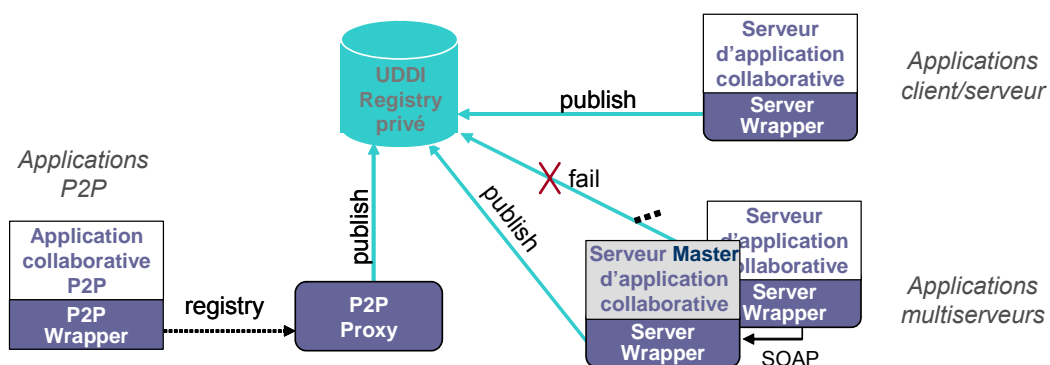 UDDI
Registry
privé
Serveur
d'application
collaborative
Server
Wrapper
Applications
client/serveur
publish
fail
publish
publish
Applications
P2P
Application
collaborative
P2P
P2P
Wrapper
registry
P2P
Proxy
Serveur Master
d'application
collaborative
Server
Wrapper
Serveur
d'application
collaborative
Server
Wrapper
SOAP
Applications
multiserveurs